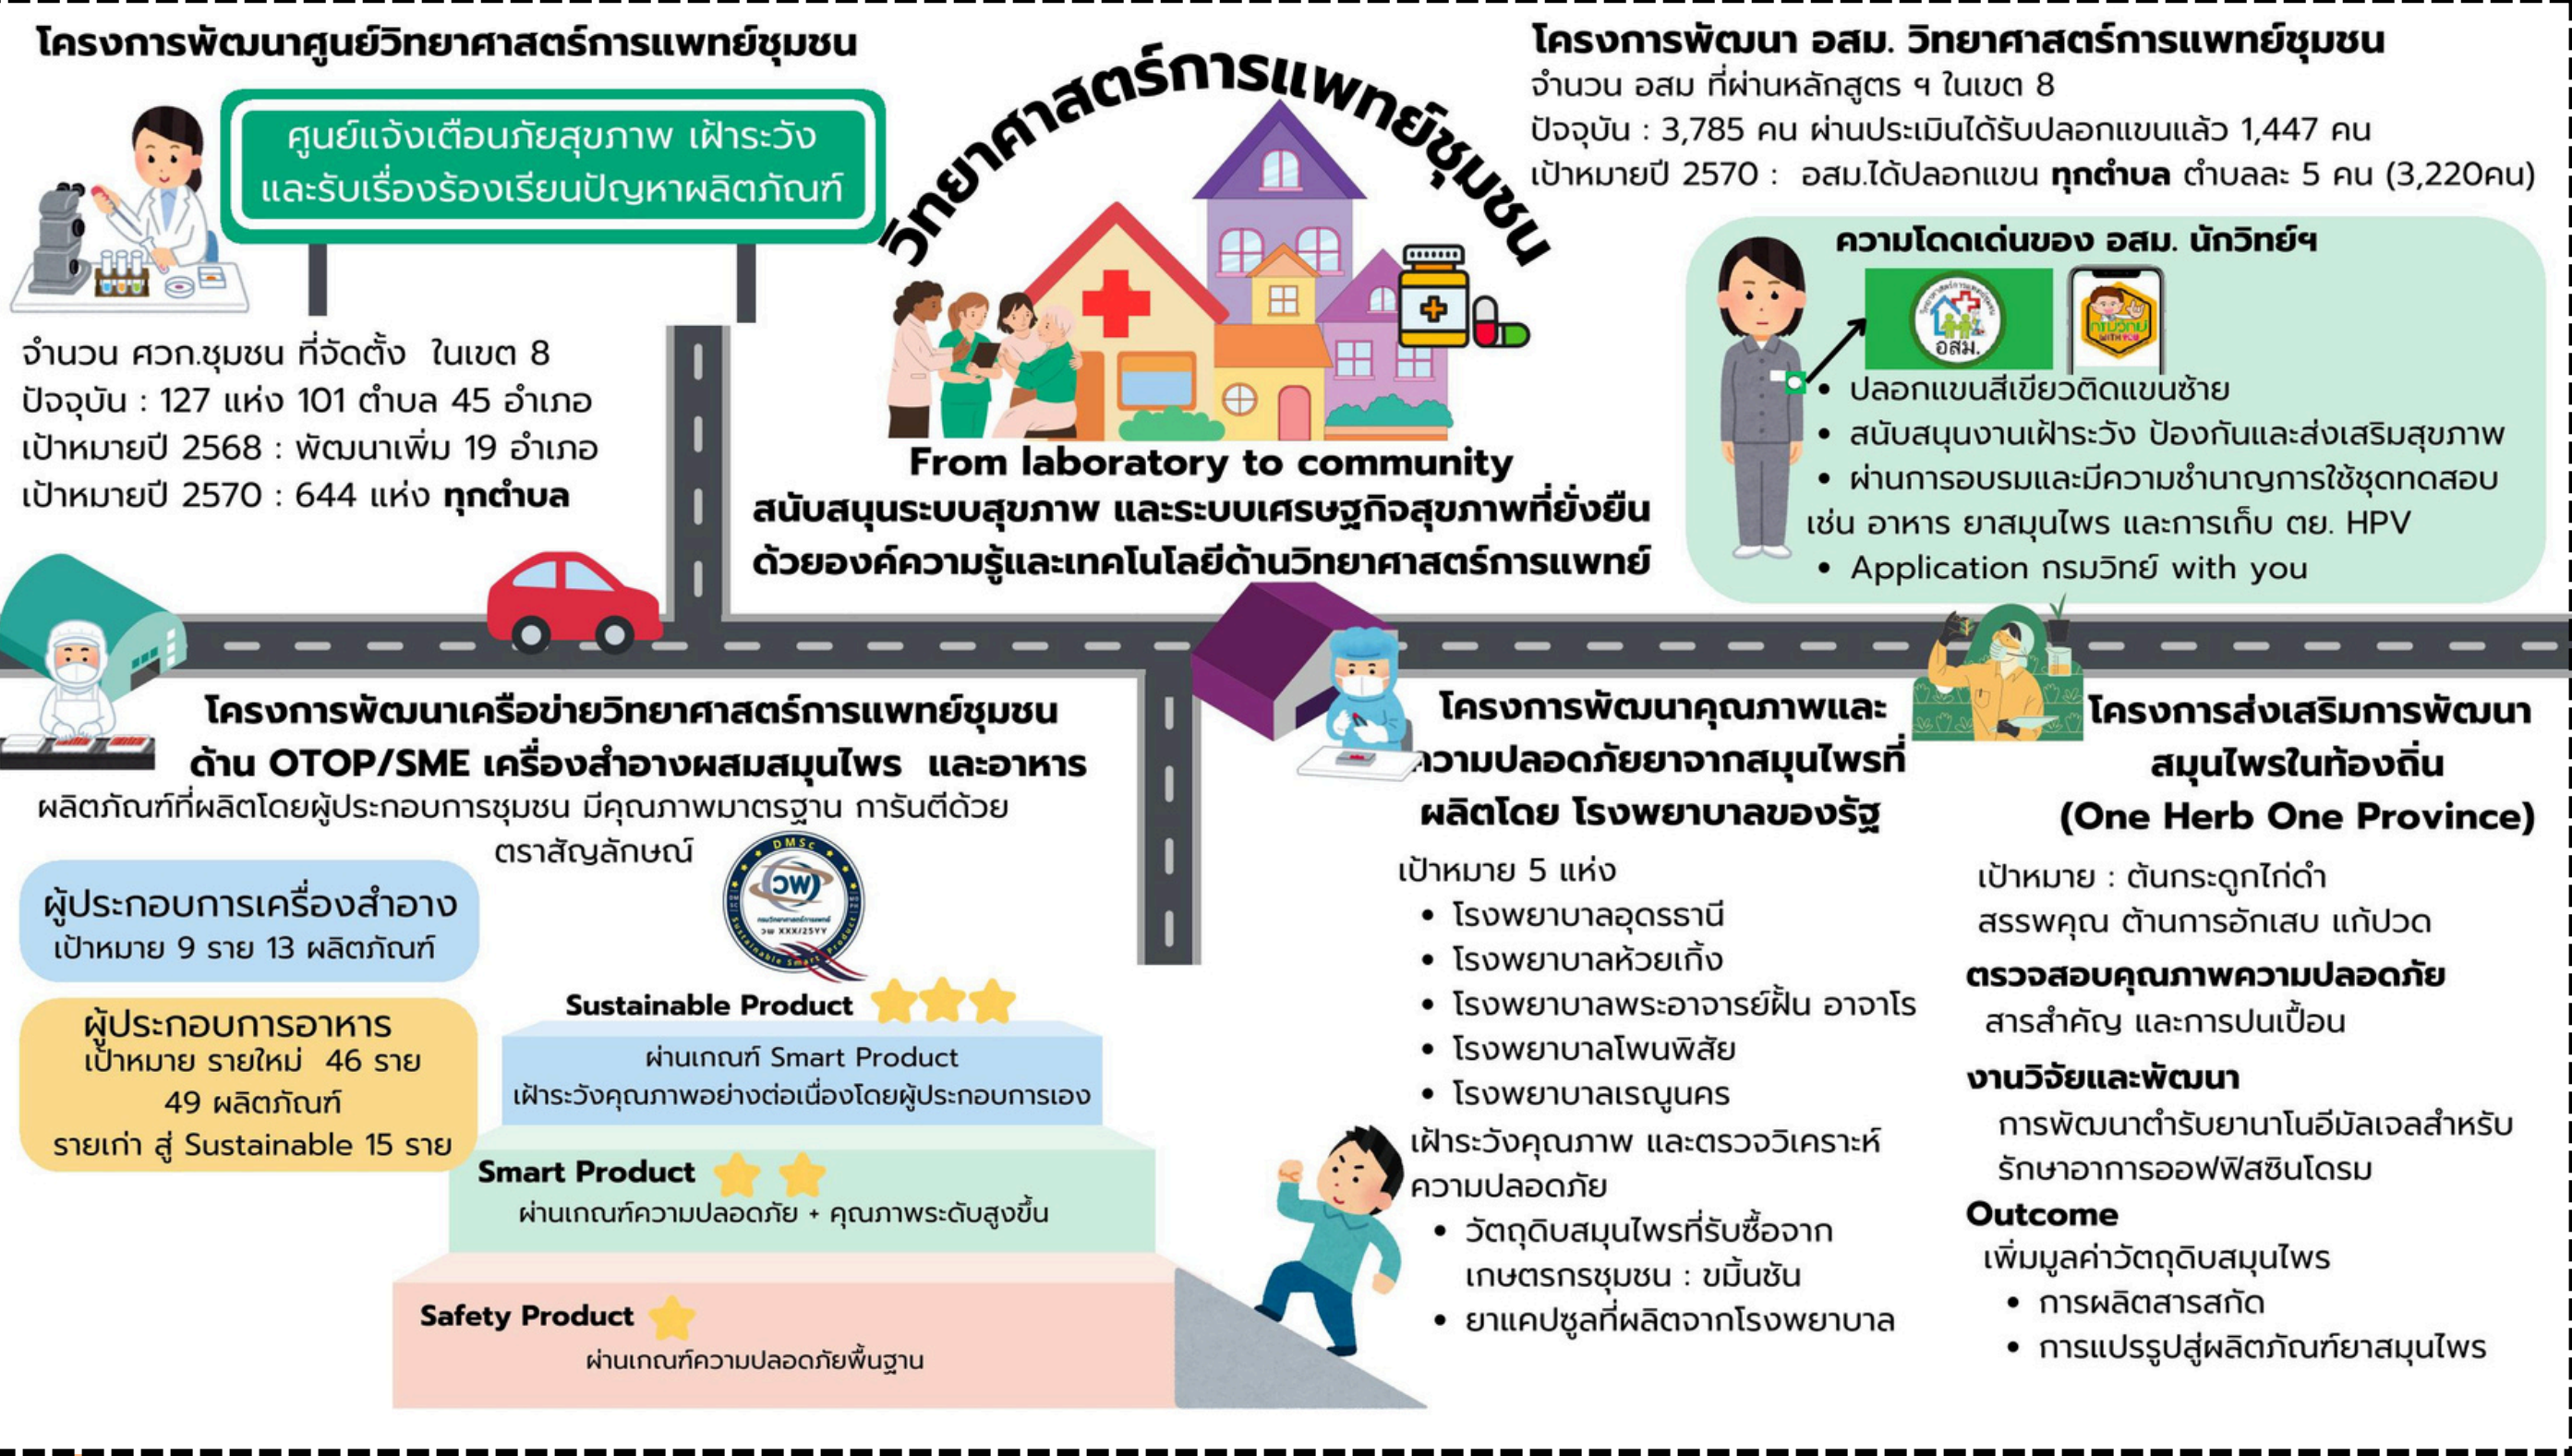 โครงการพัฒนาศูนย์วิทยาศาสตร์การแพทย์ชุมชน
ศูนย์แจ้งเตือนภัยสุขภาพ เฝ้าระวัง
และรับเรื่องร้องเรียนปัญหาผลิตภัณฑ์
จำนวน ศวก.ชุมชน ที่จัดตั้ง ในเขต 8
ปัจจุบัน : 127 แห่ง 101 ตำบล 45 อำเภอ
เป้าหมายปี 2568 : พัฒนาเพิ่ม 19 อำเภอ
เป้าหมายปี 2570 : 644 แห่ง ทุกตำบล
วิทยาศาสตร์การแพทย์ชุมชน
From laboratory to community
สนับสนุนระบบสุขภาพ และระบบเศรษฐกิจสุขภาพที่ยั่งยืน
ด้วยองค์ความรู้และเทคโนโลยีด้านวิทยาศาสตร์การแพทย์
โครงการพัฒนา อสม. วิทยาศาสตร์การแพทย์ชุมชน
จำนวน อสม ที่ผ่านหลักสูตร ฯ ในเขต 8
ปัจจุบัน : 3,785 คน ผ่านประเมินได้รับปลอกแขนแล้ว 1,447 คน
เป้าหมายปี 2570 : อสม.ได้ปลอกแขน ทุกตำบล ตำบลละ 5 คน (3,220คน)
ความโดดเด่นของ อสม. นักวิทย์ฯ
วิทยาศาสตร์การแพทย์ชุมชน
อสม.
กรมวิทย์
WITH YOU
• ปลอกแขนสีเขียวติดแขนซ้าย
• สนับสนุนงานเฝ้าระวัง ป้องกันและส่งเสริมสุขภาพ
• ผ่านการอบรมและมีความชำนาญการใช้ชุดทดสอบ
เช่น อาหาร ยาสมุนไพร และการเก็บ ตย. HPV
• Application กรมวิทย์ with you
โครงการพัฒนาเครือข่ายวิทยาศาสตร์การแพทย์ชุมชน
ด้าน OTOP/SME เครื่องสำอางผสมสมุนไพร และอาหาร
ผลิตภัณฑ์ที่ผลิตโดยผู้ประกอบการชุมชน มีคุณภาพมาตรฐาน การันตีด้วย
ตราสัญลักษณ์
DMSc
วพ
กรมวิทยาศาสตร์การแพทย์
วพ XXX/25YY
Sustainable Smart Product
ผู้ประกอบการเครื่องสำอาง
เป้าหมาย 9 ราย 13 ผลิตภัณฑ์
ผู้ประกอบการอาหาร
เป้าหมาย รายใหม่ 46 ราย
49 ผลิตภัณฑ์
รายเก่า สู่ Sustainable 15 ราย
Sustainable Product
ผ่านเกณฑ์ Smart Product
เฝ้าระวังคุณภาพอย่างต่อเนื่องโดยผู้ประกอบการเอง
Smart Product
ผ่านเกณฑ์ความปลอดภัย + คุณภาพระดับสูงขึ้น
Safety Product
ผ่านเกณฑ์ความปลอดภัยพื้นฐาน
โครงการพัฒนาคุณภาพและ
ความปลอดภัยยาจากสมุนไพรที่
ผลิตโดย โรงพยาบาลของรัฐ
เป้าหมาย 5 แห่ง
• โรงพยาบาลอุดรธานี
• โรงพยาบาลห้วยเกิ้ง
• โรงพยาบาลพระอาจารย์ฝั้น อาจาโร
• โรงพยาบาลโพนพิสัย
• โรงพยาบาลเรณูนคร
เฝ้าระวังคุณภาพ และตรวจวิเคราะห์
ความปลอดภัย
• วัตถุดิบสมุนไพรที่รับซื้อจาก
เกษตรกรชุมชน : ขมิ้นชัน
• ยาแคปซูลที่ผลิตจากโรงพยาบาล
โครงการส่งเสริมการพัฒนา
สมุนไพรในท้องถิ่น
(One Herb One Province)
เป้าหมาย : ต้นกระดูกไก่ดำ
สรรพคุณ ต้านการอักเสบ แก้ปวด
ตรวจสอบคุณภาพความปลอดภัย
สารสำคัญ และการปนเปื้อน
งานวิจัยและพัฒนา
การพัฒนาตำรับยานาโนอีมัลเจลสำหรับ
รักษาอาการออฟฟิสซินโดรม
Outcome
เพิ่มมูลค่าวัตถุดิบสมุนไพร
• การผลิตสารสกัด
• การแปรรูปสู่ผลิตภัณฑ์ยาสมุนไพร